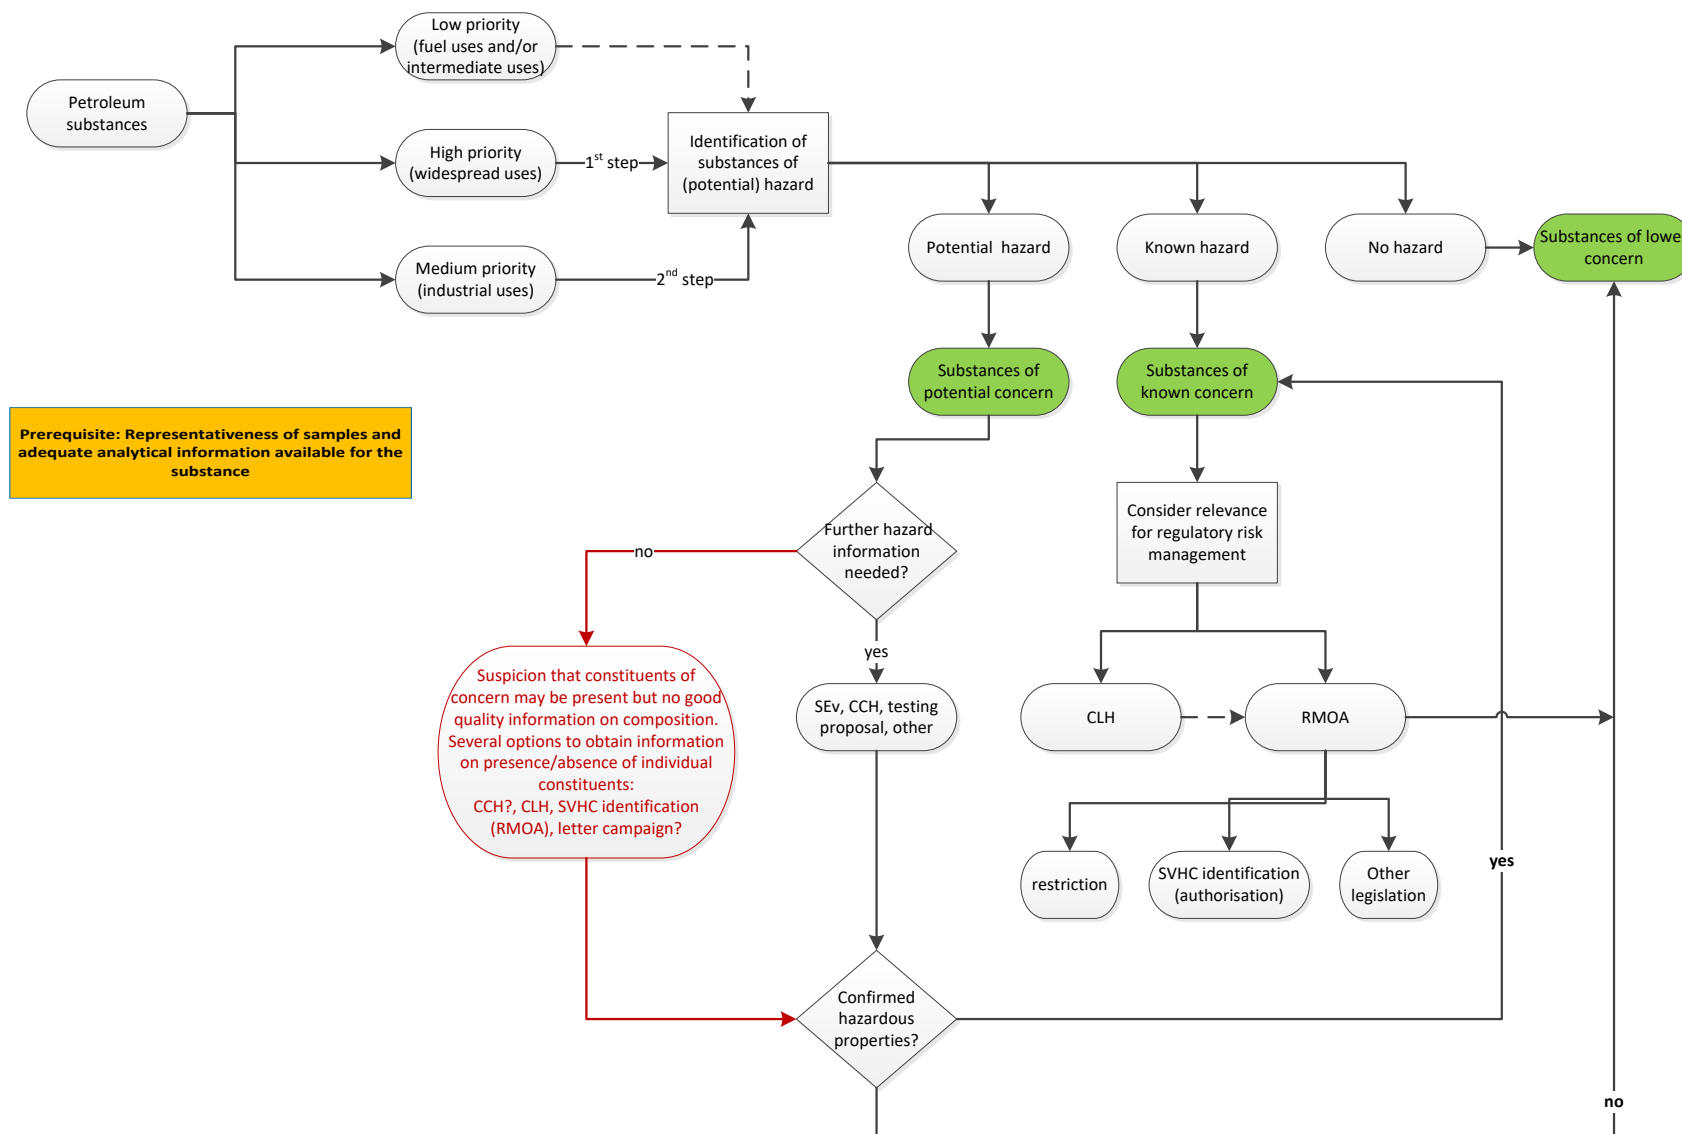 Low priority
(fuel uses and/or
intermediate uses)
Petroleum
substances
High priority
(widespread uses)
1st step
Identification of
substances of
(potential) hazard
Medium priority
(industrial uses)
2nd step
Potential hazard
Known hazard
No hazard
Substances of lowe
concern
Substances of
potential concern
Substances of
known concern
Prerequisite: Representativeness of samples and
adequate analytical information available for the
substance
Further hazard
information
needed?
no
yes
Consider relevance
for regulatory risk
management
Suspicion that constituents of
concern may be present but no good
quality information on composition.
Several options to obtain information
on presence/absence of individual
constituents:
CCH?, CLH, SVHC identification
(RMOA), letter campaign?
SEv, CCH, testing
proposal, other
CLH
RMOA
restriction
SVHC identification
(authorisation)
Other
legislation
yes
Confirmed
hazardous
properties?
no